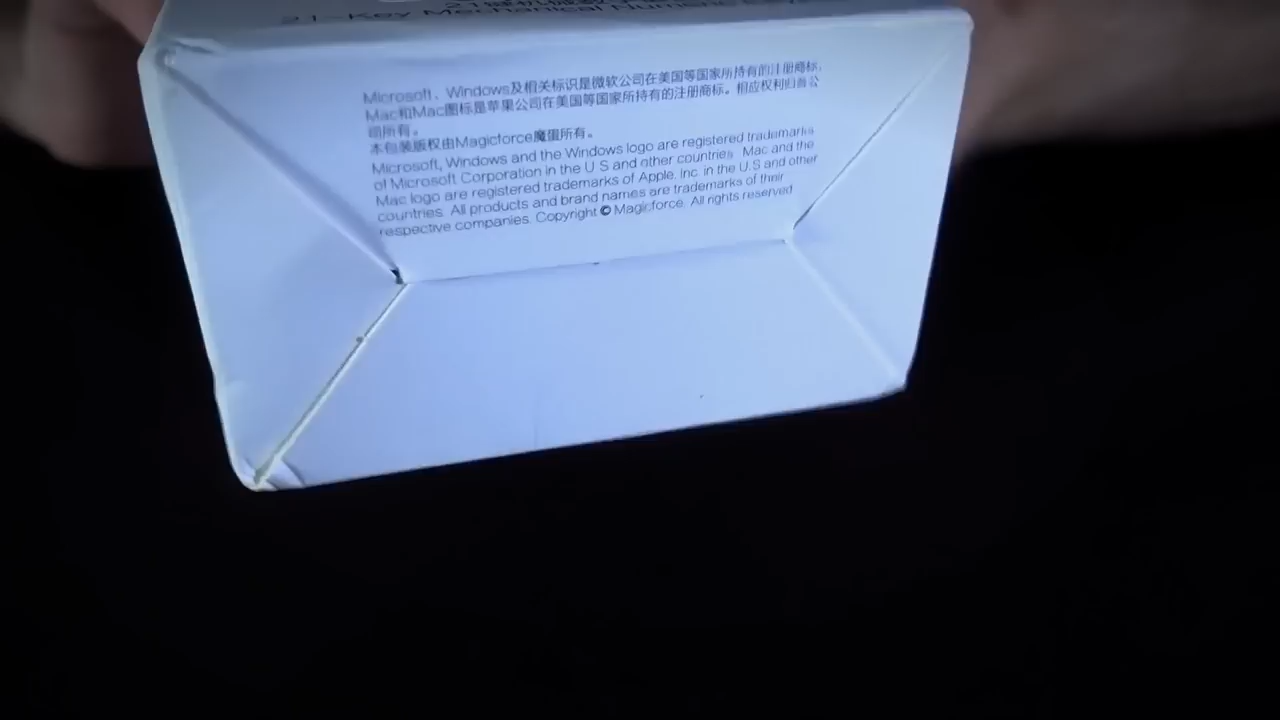 21-Key Mechanical Numeric
Microsoft、Windows及相关标识是微软公司在美国等国家所持有的注册商标,
Mac和Mac图标是苹果公司在美国等国家所持有的注册商标。相应权利归各公
司所有。
本包装版权由Magicforce魔蛋所有。
Microsoft, Windows and the Windows logo are registered trademarks
of Microsoft Corporation in the U S and other countries Mac and the
Mac logo are registered trademarks of Apple. Inc. in the U.S and other
countries. All products and brand names are trademarks of their
respective companies. Copyright © Magicforce. All rights reserved